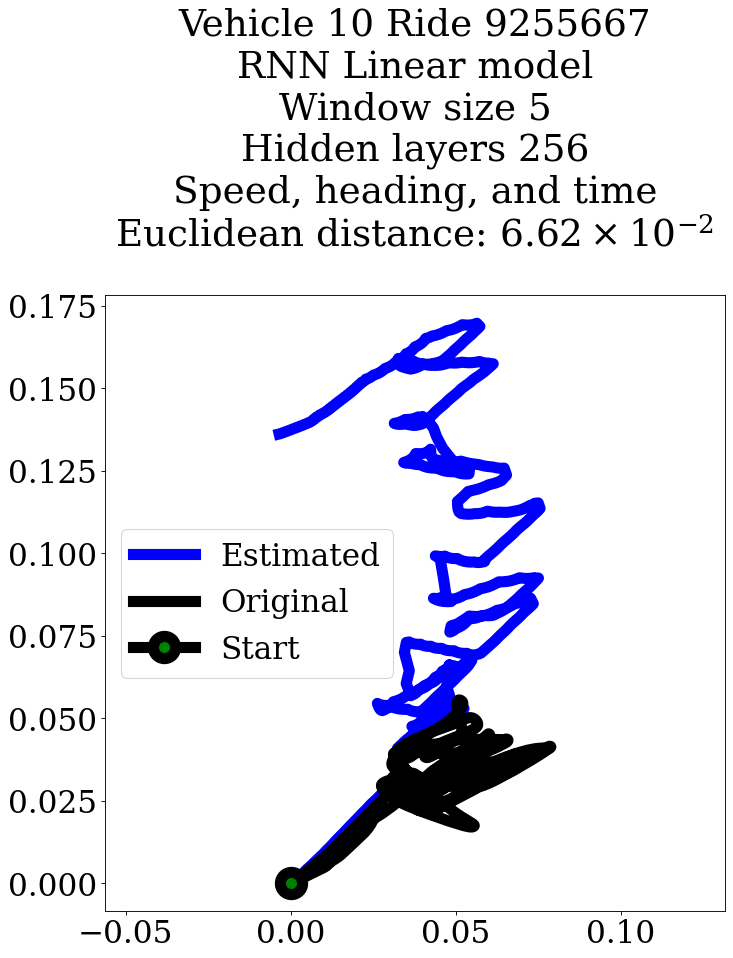 Vehicle 10 Ride 9255667
RNN Linear model
Window size 5
Hidden layers 256
Speed, heading, and time
Euclidean distance: 6.62 × 10⁻²
0.175
0.150
0.125
0.100
0.075
0.050
0.025
0.000
Estimated
Original
Start
−0.05
0.00
0.05
0.10